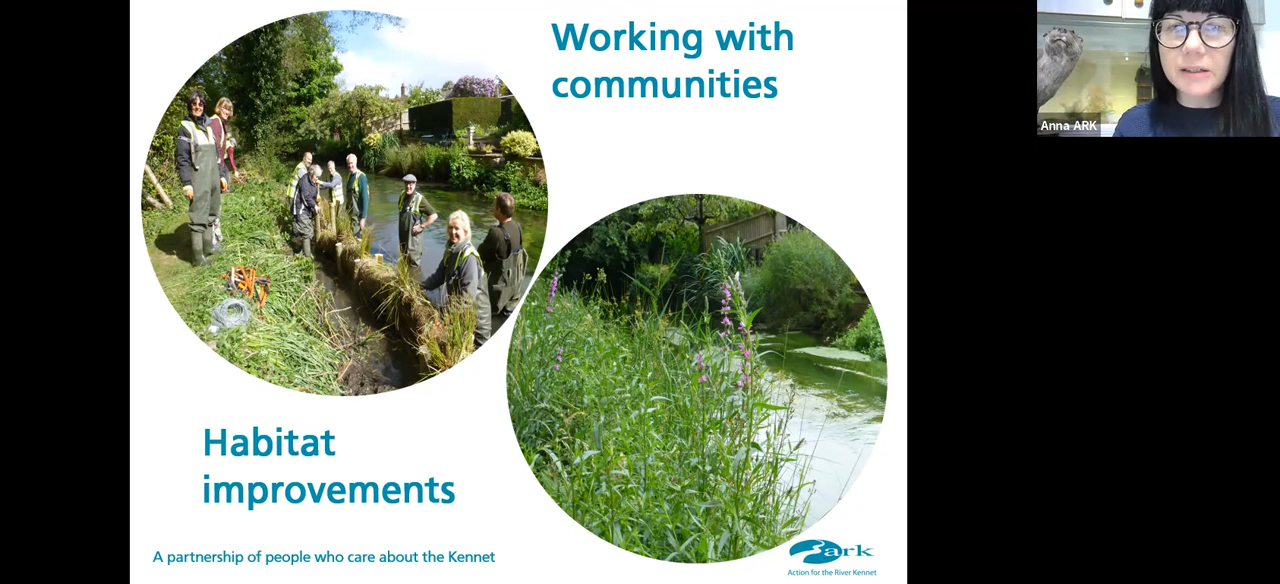 Working with
communities
Anna ARK
Habitat
improvements
A partnership of people who care about the Kennet
ark
Action for the River Kennet